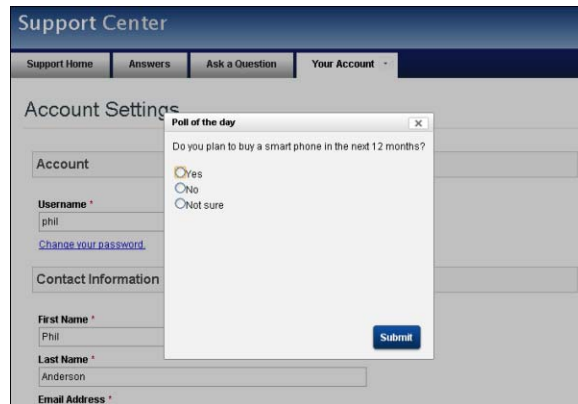 Support Center
Support Home Answers Ask a Question Your Account
Account Settings
Poll of the day
Do you plan to buy a smart phone in the next 12 months?
Yes
No
Not sure
Submit
Account
Username *
phil
Change your password.
Contact Information
First Name *
Phil
Last Name *
Anderson
Email Address *